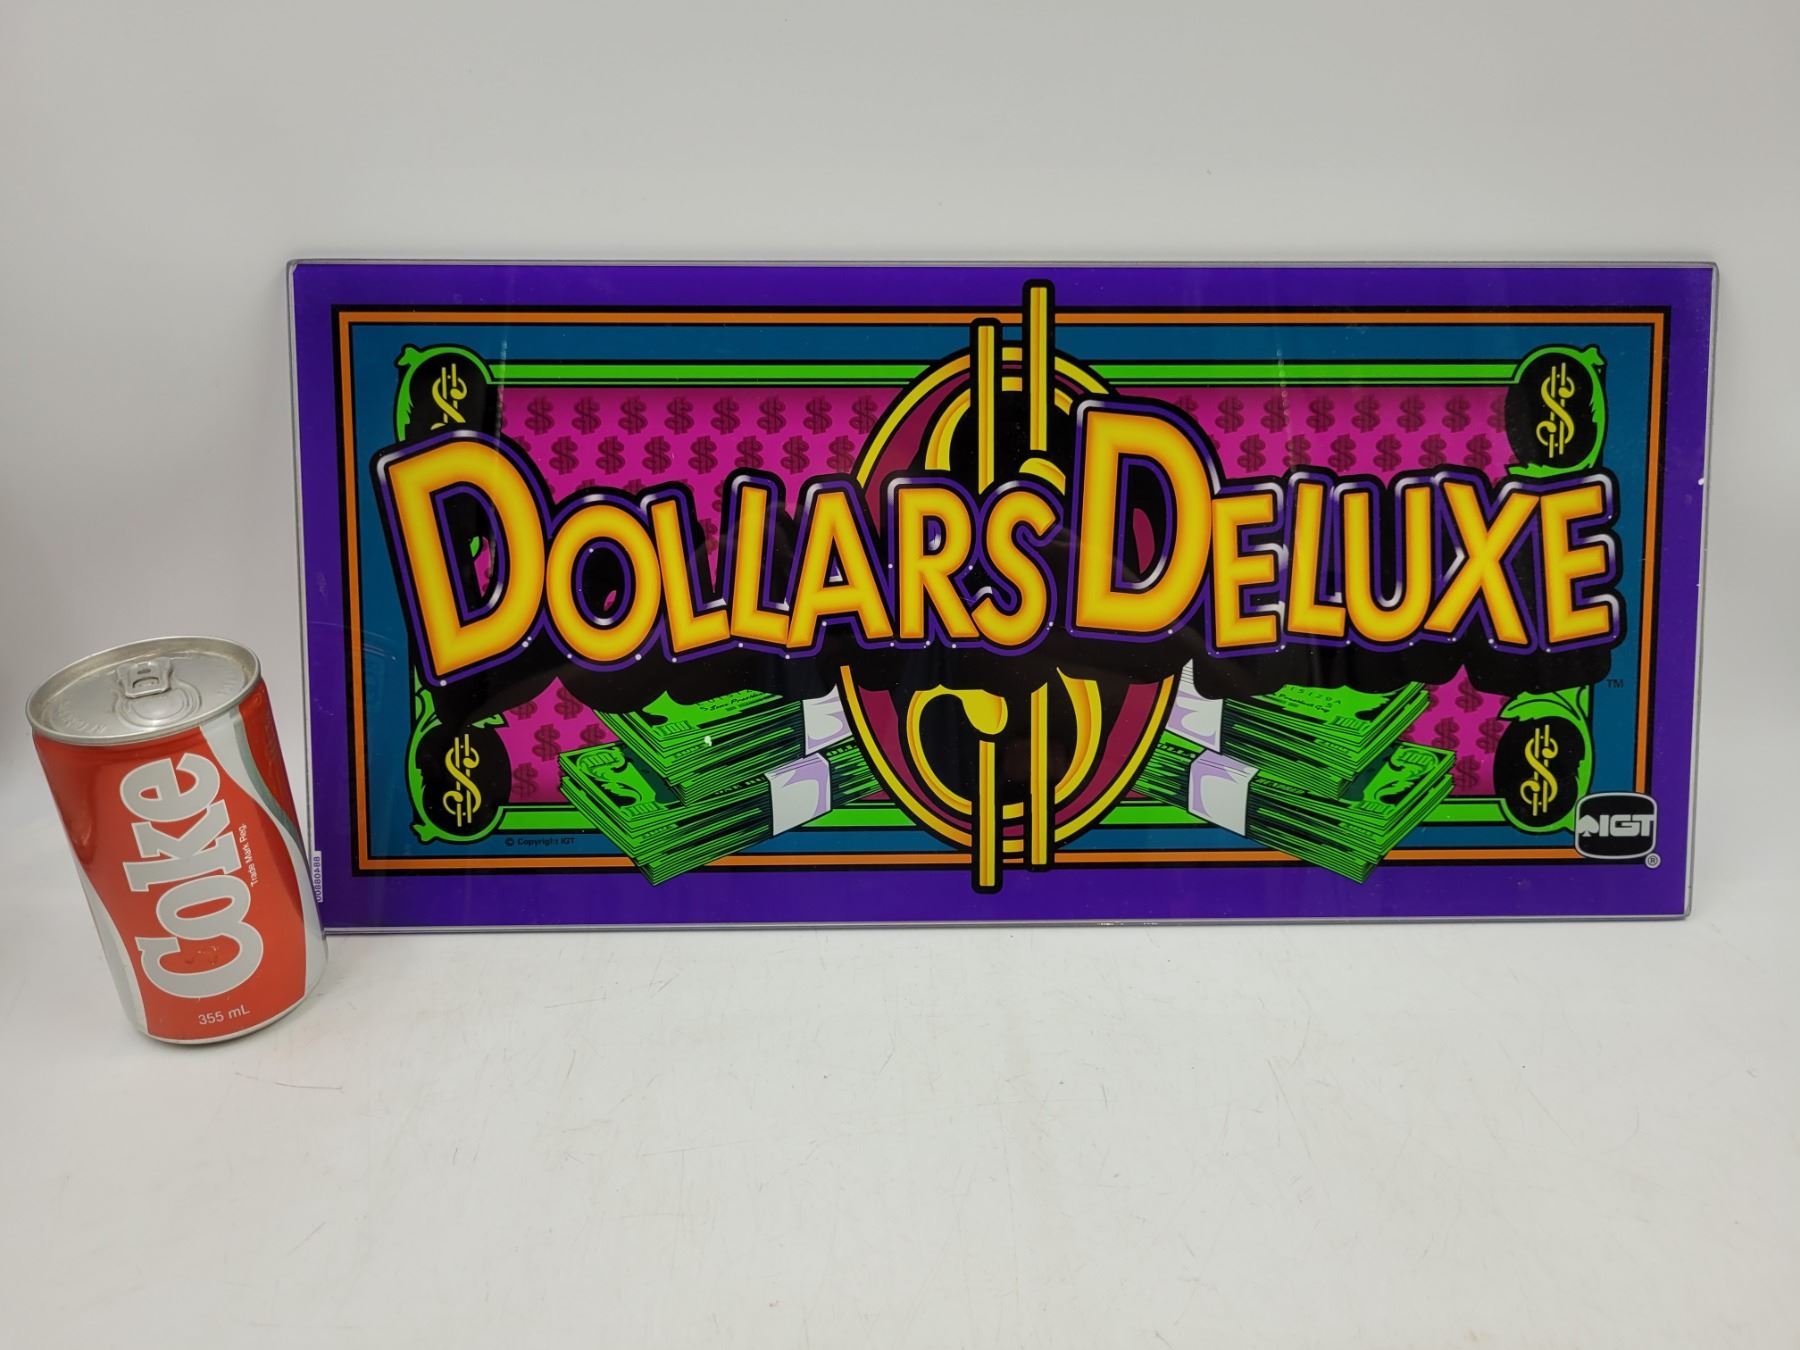 DOLLARS DELUXE
TM
© Copyright IGT
IGT
®
Coke
Trade Mark Reg.
355 mL